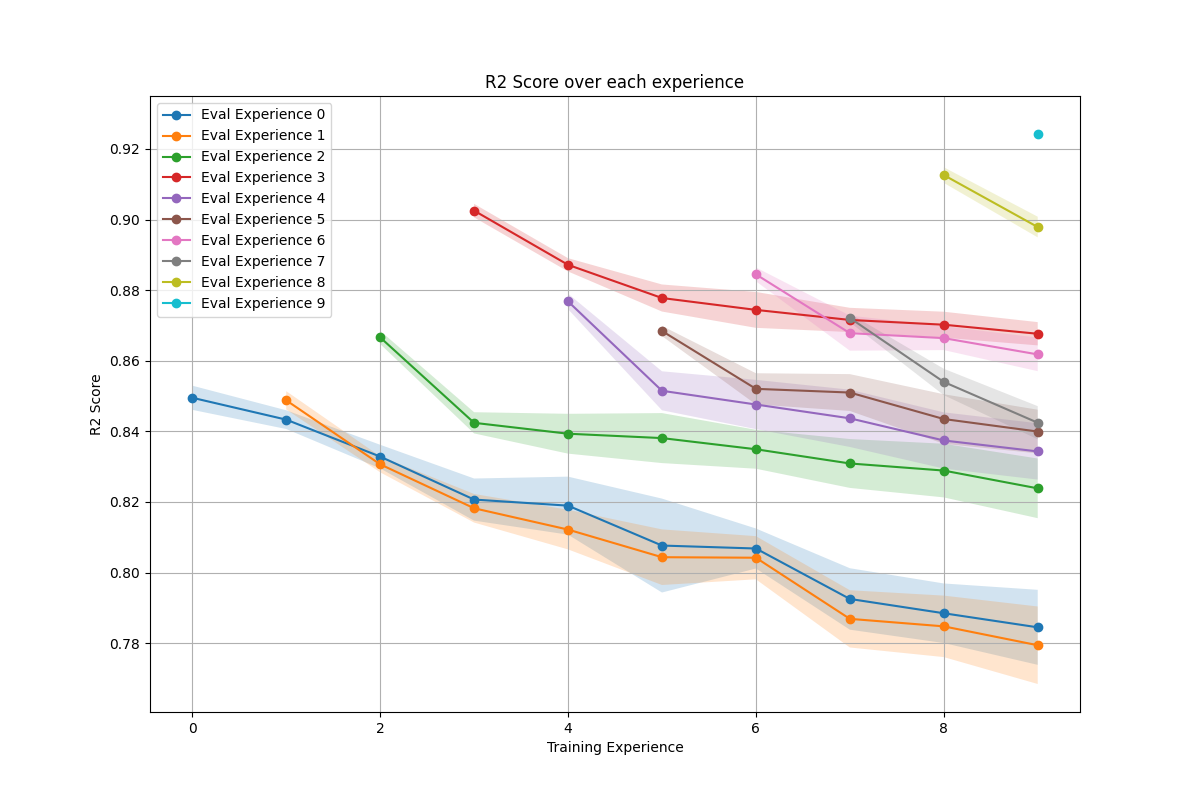 R2 Score over each experience
Eval Experience 0
Eval Experience 1
Eval Experience 2
Eval Experience 3
Eval Experience 4
Eval Experience 5
Eval Experience 6
Eval Experience 7
Eval Experience 8
Eval Experience 9
0.92
0.90
0.88
0.86
0.84
0.82
0.80
0.78
R2 Score
0 2 4 6 8
Training Experience